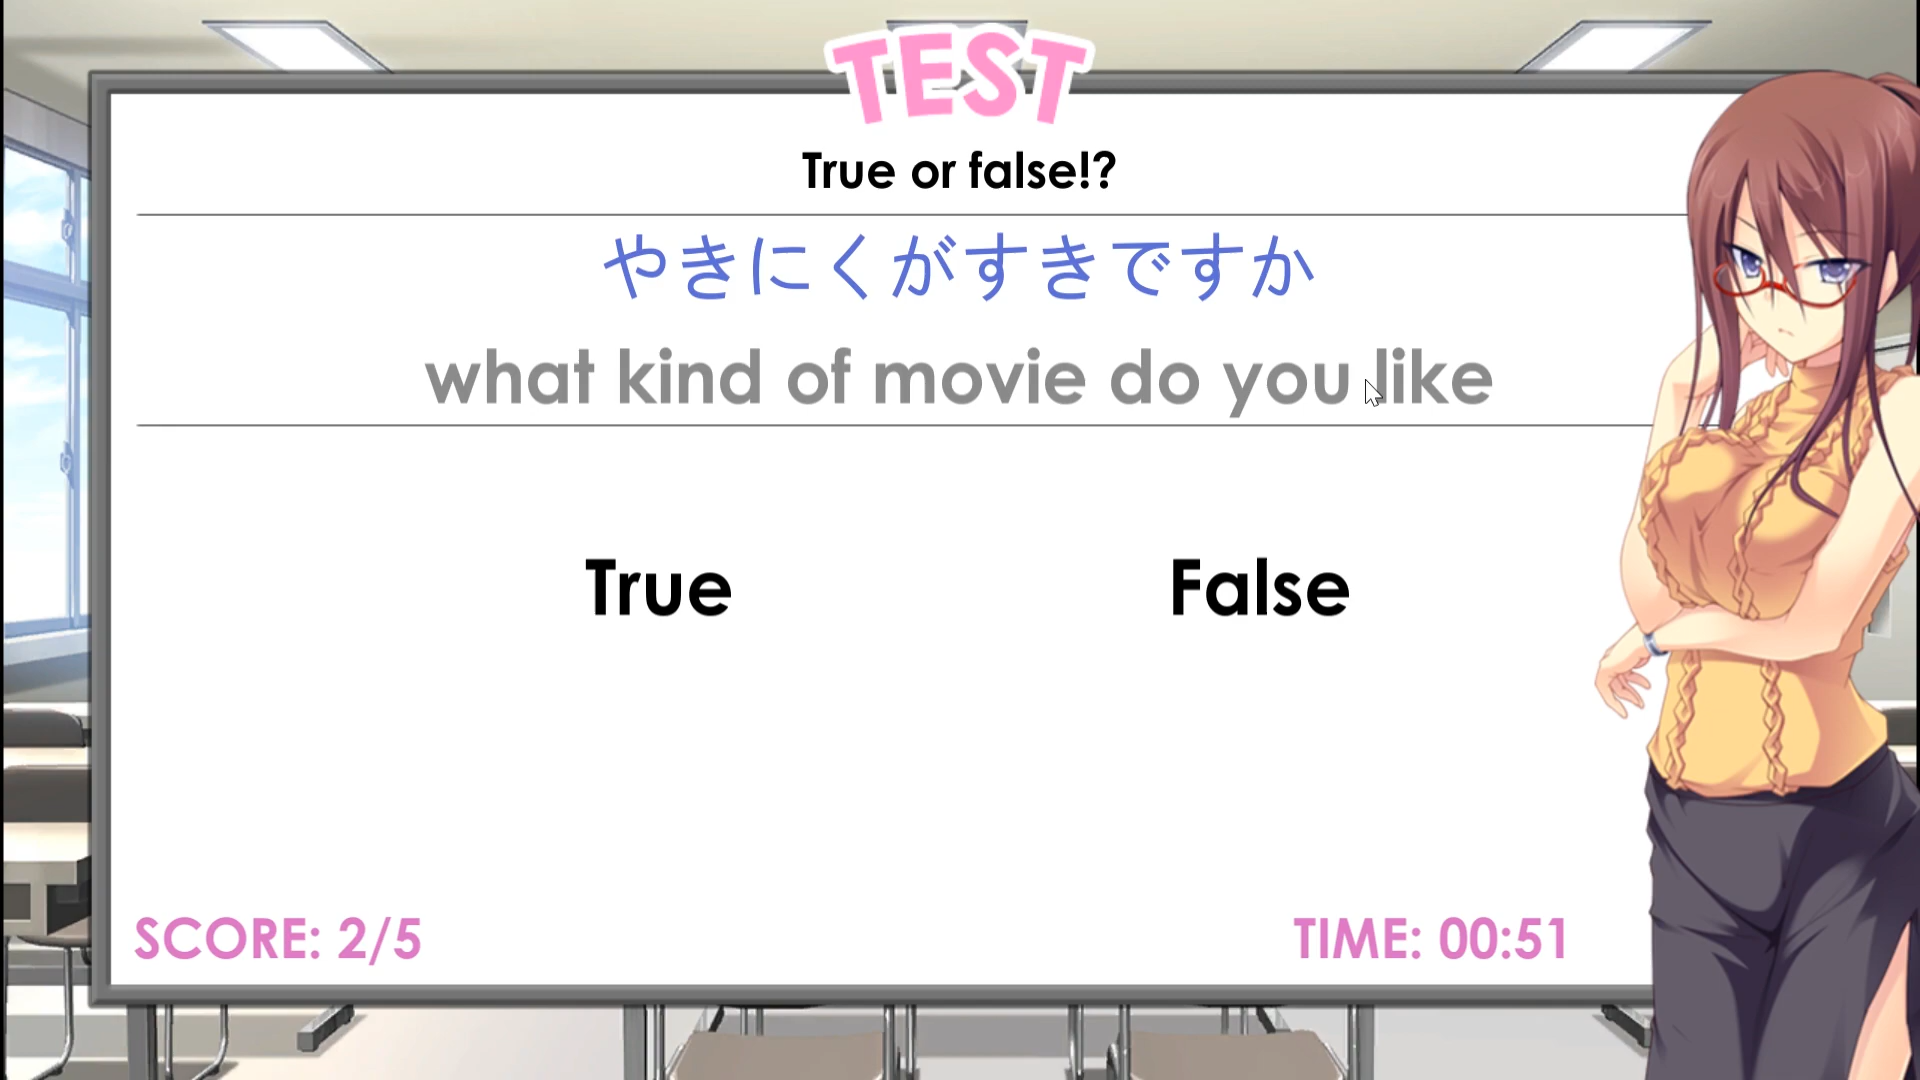 TEST
True or false!?
やきにくがすきですか
what kind of movie do you like
True False
SCORE: 2/5 TIME: 00:51